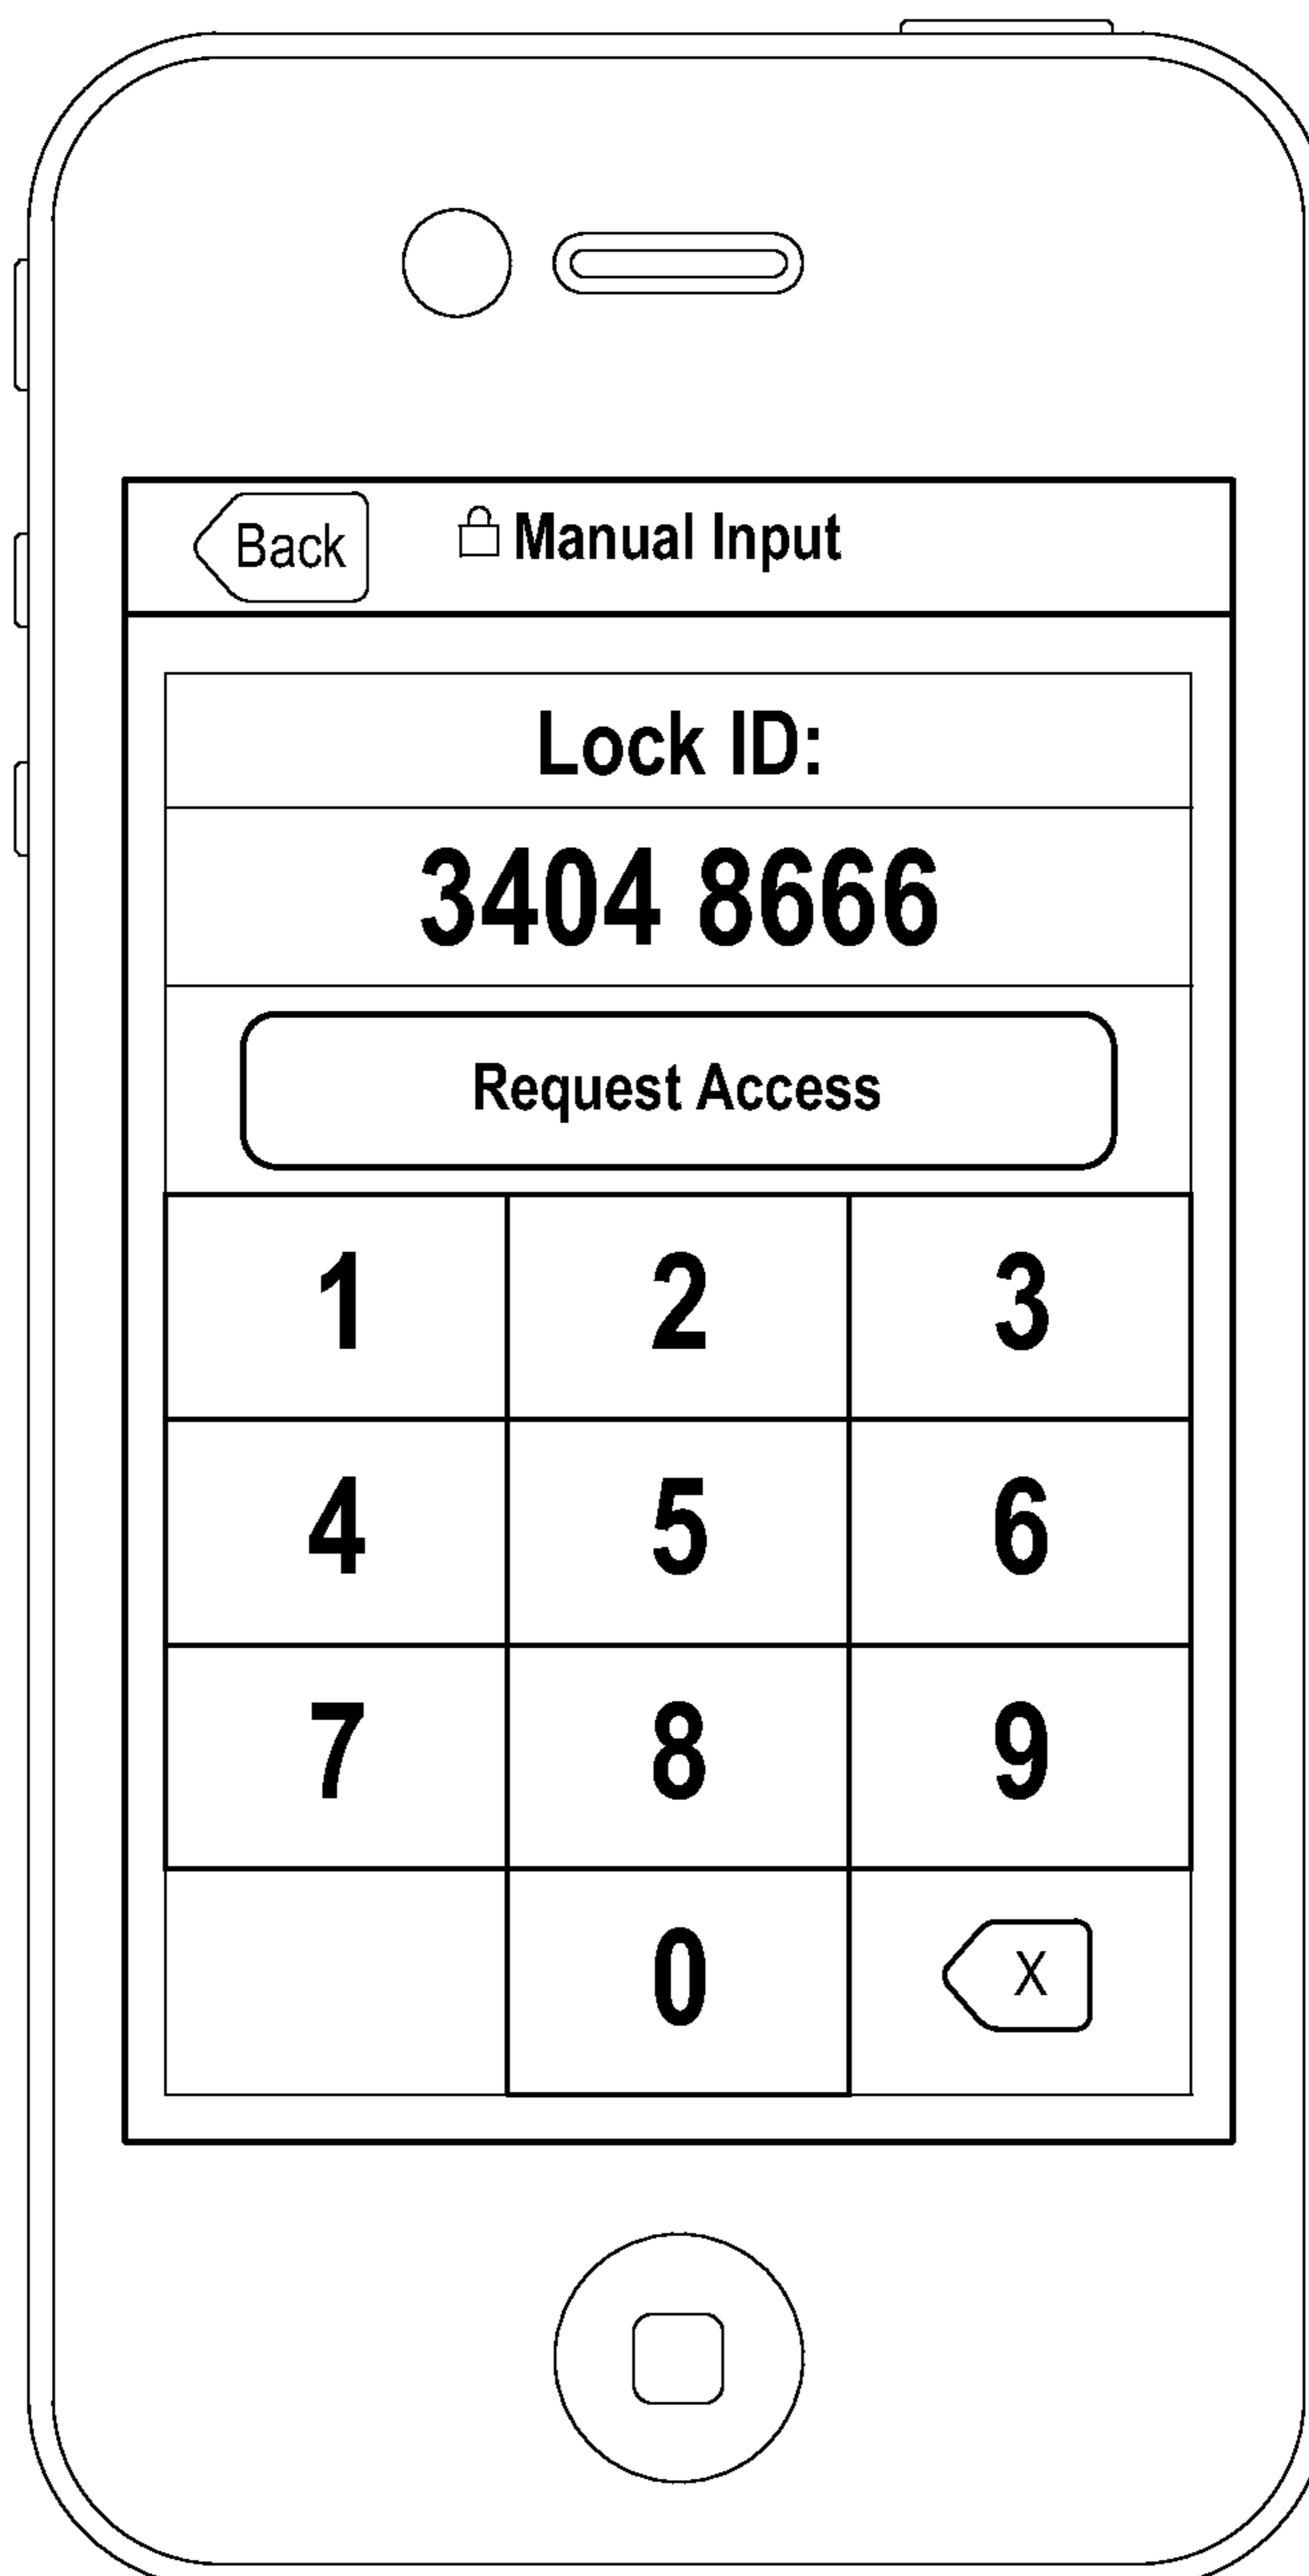 Back Manual Input
Lock ID:
3404 8666
Request Access
1 2 3
4 5 6
7 8 9
0 X